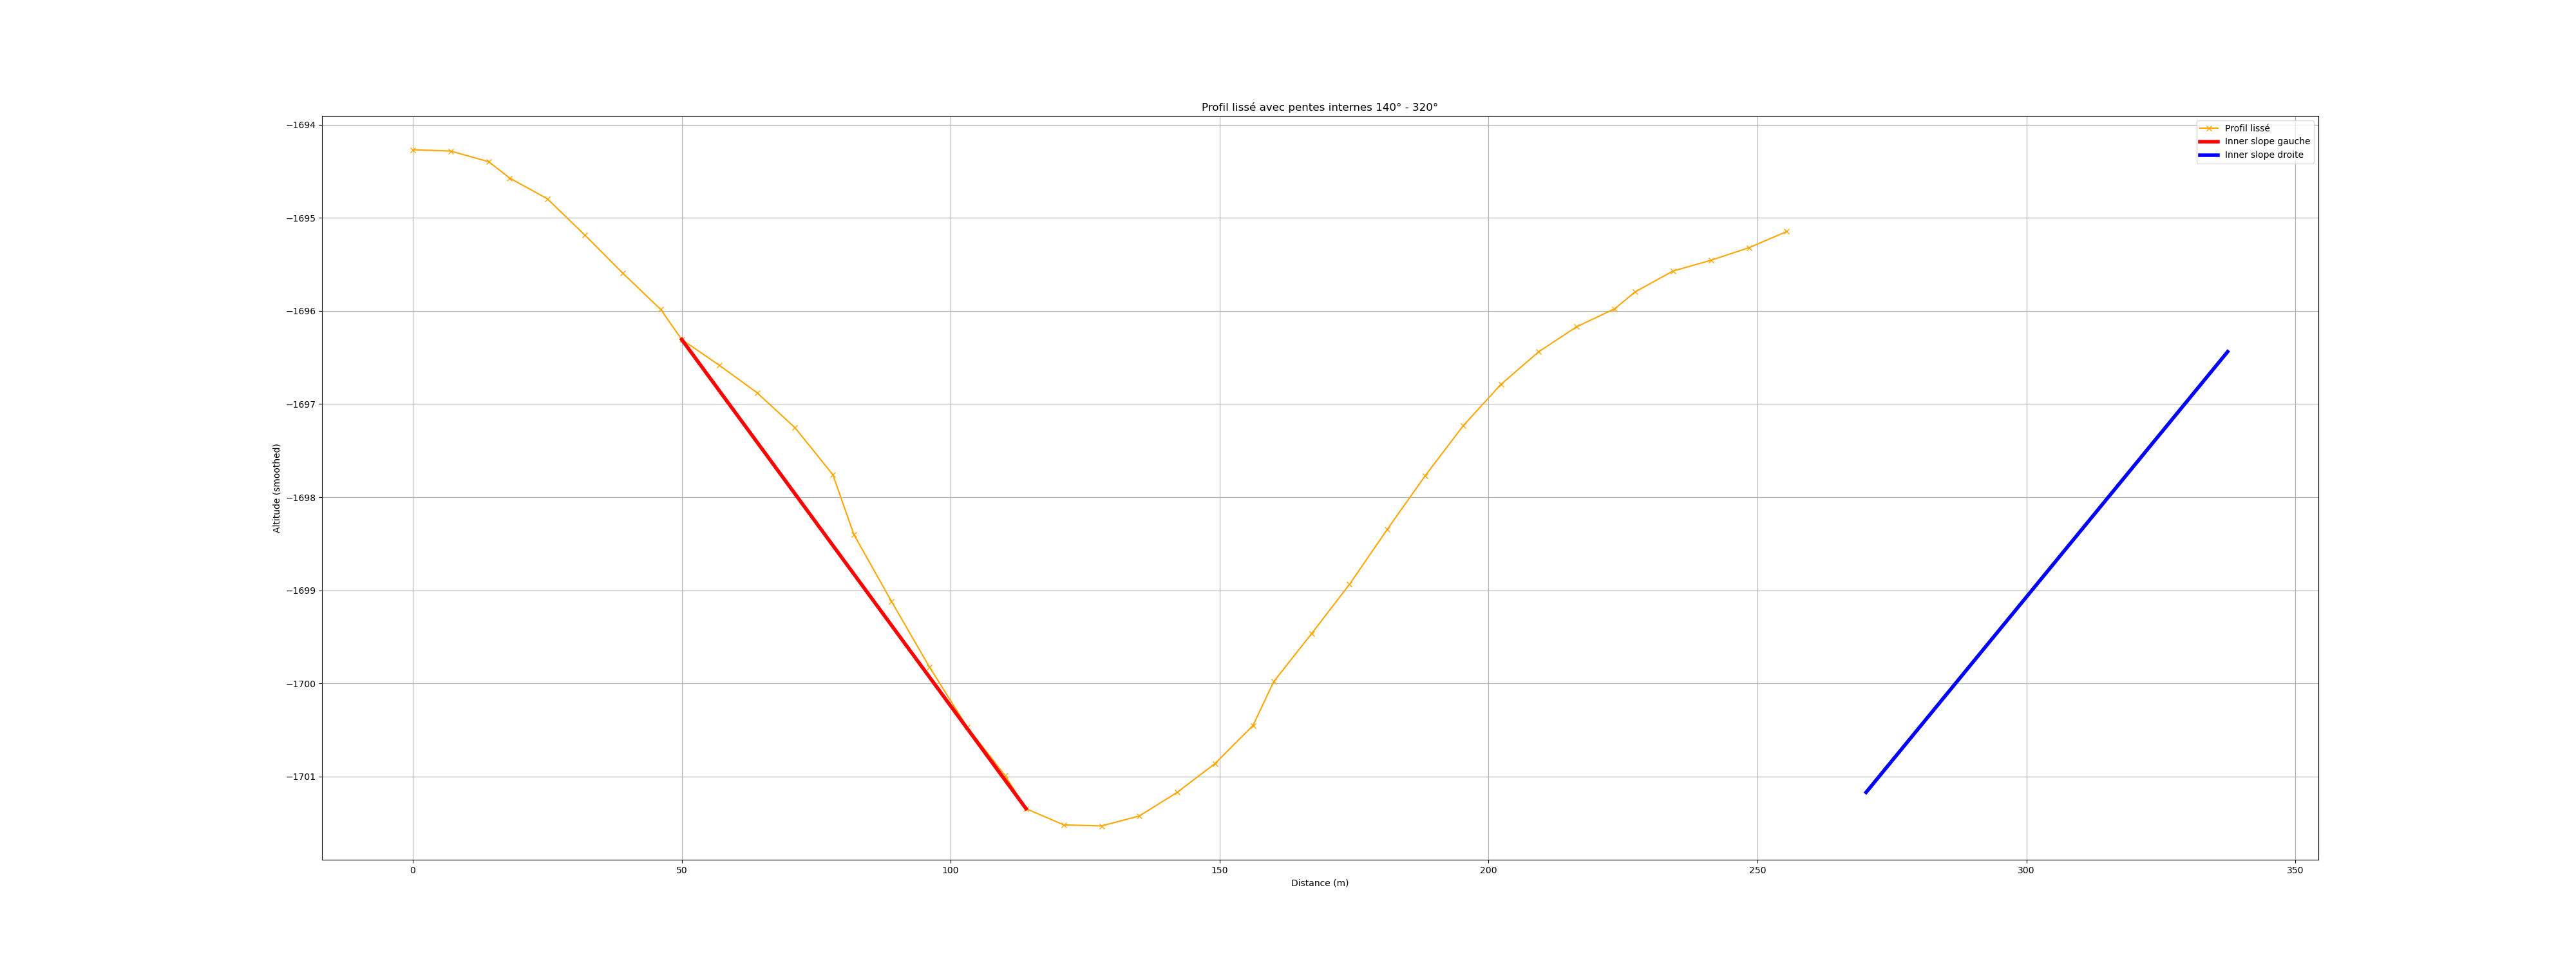 Profil lissé avec pentes internes 140° - 320°
Profil lissé
Inner slope gauche
Inner slope droite
−1694
−1695
−1696
−1697
−1698
−1699
−1700
−1701
Altitude (smoothed)
0 50 100 150 200 250 300 350
Distance (m)